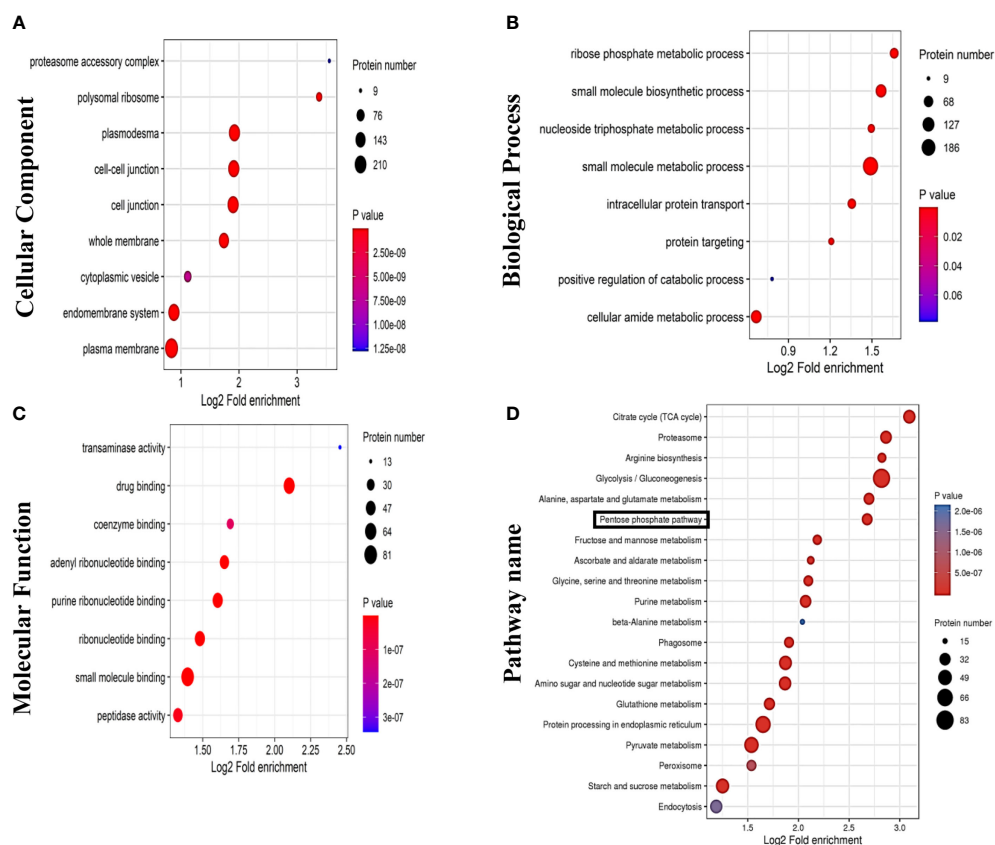 A
Cellular Component
proteasome accessory complex
polysomal ribosome
plasmodesma
cell-cell junction
cell junction
whole membrane
cytoplasmic vesicle
endomembrane system
plasma membrane
1 2 3
Log2 Fold enrichment
Protein number
9
76
143
210
P value
2.50e-09
5.00e-09
7.50e-09
1.00e-08
1.25e-08
B
Biological Process
ribose phosphate metabolic process
small molecule biosynthetic process
nucleoside triphosphate metabolic process
small molecule metabolic process
intracellular protein transport
protein targeting
positive regulation of catabolic process
cellular amide metabolic process
0.9 1.2 1.5
Log2 Fold enrichment
Protein number
9
68
127
186
P value
0.02
0.04
0.06
C
Molecular Function
transaminase activity
drug binding
coenzyme binding
adenyl ribonucleotide binding
purine ribonucleotide binding
ribonucleotide binding
small molecule binding
peptidase activity
1.50 1.75 2.00 2.25 2.50
Log2 Fold enrichment
Protein number
13
30
47
64
81
P value
1e-07
2e-07
3e-07
D
Pathway name
Citrate cycle (TCA cycle)
Proteasome
Arginine biosynthesis
Glycolysis / Gluconeogenesis
Alanine, aspartate and glutamate metabolism
Pentose phosphate pathway
Fructose and mannose metabolism
Ascorbate and aldarate metabolism
Glycine, serine and threonine metabolism
Purine metabolism
beta-Alanine metabolism
Phagosome
Cysteine and methionine metabolism
Amino sugar and nucleotide sugar metabolism
Glutathione metabolism
Protein processing in endoplasmic reticulum
Pyruvate metabolism
Peroxisome
Starch and sucrose metabolism
Endocytosis
1.5 2.0 2.5 3.0
Log2 Fold enrichment
P value
2.0e-06
1.5e-06
1.0e-06
5.0e-07
Protein number
15
32
49
66
83